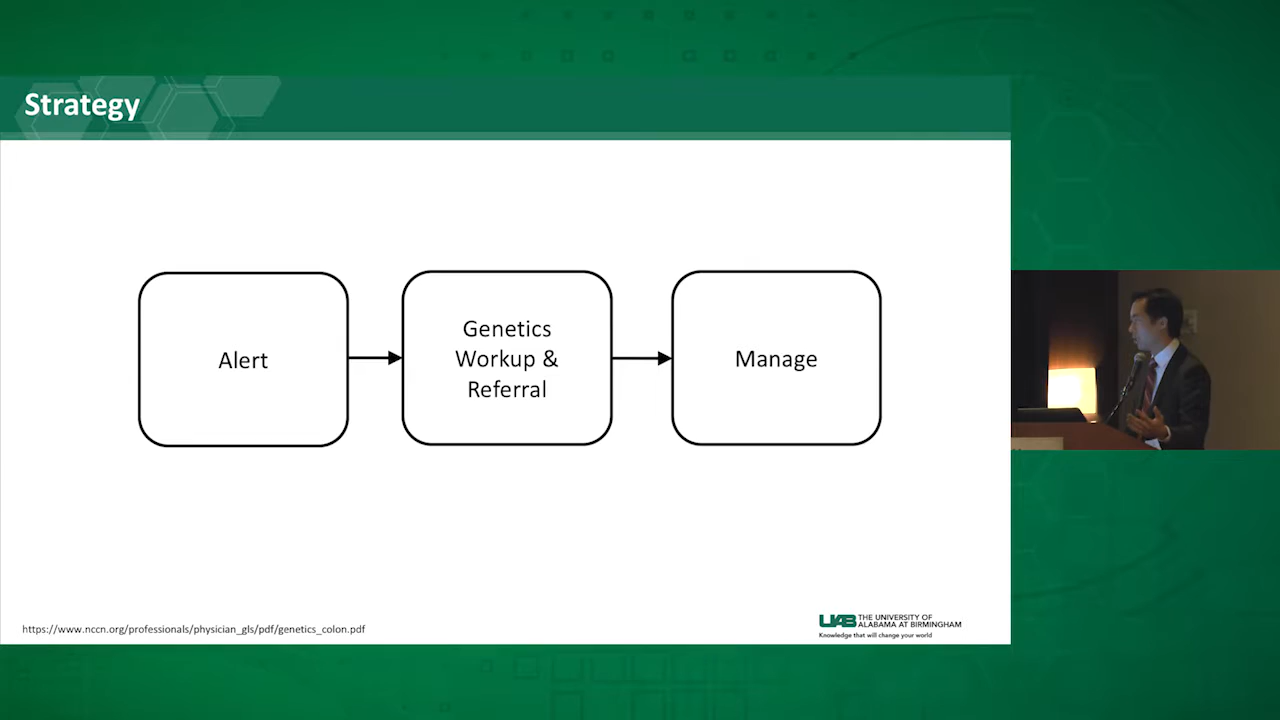 Strategy
Alert
Genetics
Workup &
Referral
Manage
https://www.nccn.org/professionals/physician_gls/pdf/genetics_colon.pdf
UAB THE UNIVERSITY OF
ALABAMA AT BIRMINGHAM
Knowledge that will change your world